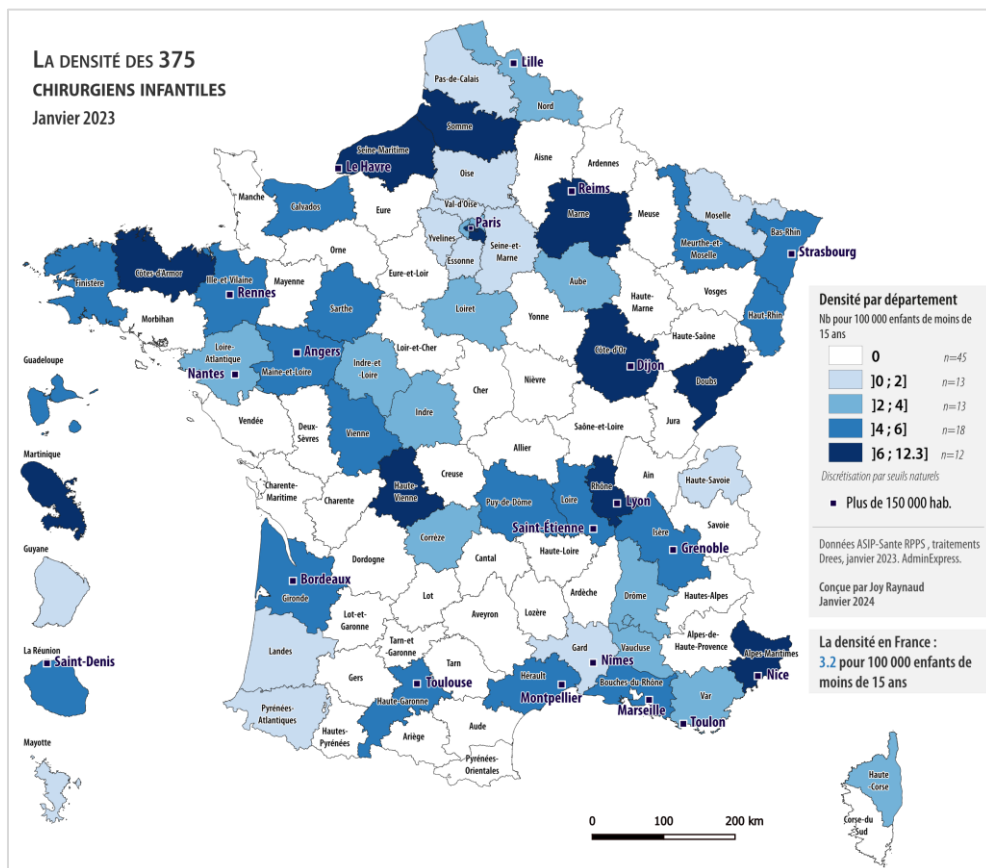 LA DENSITÉ DES 375
CHIRURGIENS INFANTILES
Janvier 2023
Lille
Pas-de-Calais
Nord
Somme
Seine-Maritime
Le Havre
Aisne
Ardennes
Oise
Reims
Manche
Calvados
Eure
Val-d'Oise
Paris
Marne
Meuse
Moselle
Bas-Rhin
Yvelines
Seine-et-
Marne
Essonne
Meurthe-et-
Moselle
Strasbourg
Orne
Côtes-d'Armor
Finistère
Ille-et-Vilaine
Rennes
Mayenne
Eure-et-Loir
Aube
Vosges
Haute-
Marne
Haut-Rhin
Morbihan
Sarthe
Loiret
Yonne
Haute-Saône
Loir-et-Cher
Côte-d'Or
Dijon
Doubs
Loire-
Atlantique
Nantes
Angers
Maine-et-Loire
Indre-et
-Loire
Cher
Nièvre
Indre
Jura
Saône-et-Loire
Vendée
Deux-
Sèvres
Vienne
Allier
Ain
Haute-Savoie
Charente-
Maritime
Charente
Haute-
Vienne
Creuse
Puy-de-Dôme
Loire
Rhône
Lyon
Saint-Étienne
Isère
Savoie
Grenoble
Corrèze
Dordogne
Cantal
Haute-Loire
Bordeaux
Gironde
Lot
Ardèche
Drôme
Hautes-Alpes
Lot-et-
Garonne
Aveyron
Lozère
Alpes-de-
Haute-Provence
Alpes-Maritimes
Landes
Tarn-et
Garonne
Gard
Nîmes
Vaucluse
Nice
Gers
Tarn
Toulouse
Hérault
Montpellier
Bouches-du-Rhône
Marseille
Var
Toulon
Pyrénées-
Atlantiques
Haute-Garonne
Hautes-
Pyrénées
Ariège
Aude
Pyrénées-
Orientales
Haute
Corse
Corse-du
Sud
Guadeloupe
Martinique
Guyane
La Réunion
Saint-Denis
Mayotte
Densité par département
Nb pour 100 000 enfants de moins de
15 ans
0 n=45
]0 ; 2] n=13
]2 ; 4] n=13
]4 ; 6] n=18
]6 ; 12.3] n=12
Discrétisation par seuils naturels
Plus de 150 000 hab.
Données ASIP-Sante RPPS , traitements
Drees, janvier 2023. AdminExpress.
Conçue par Joy Raynaud
Janvier 2024
La densité en France :
3.2 pour 100 000 enfants de
moins de 15 ans
0 100 200 km